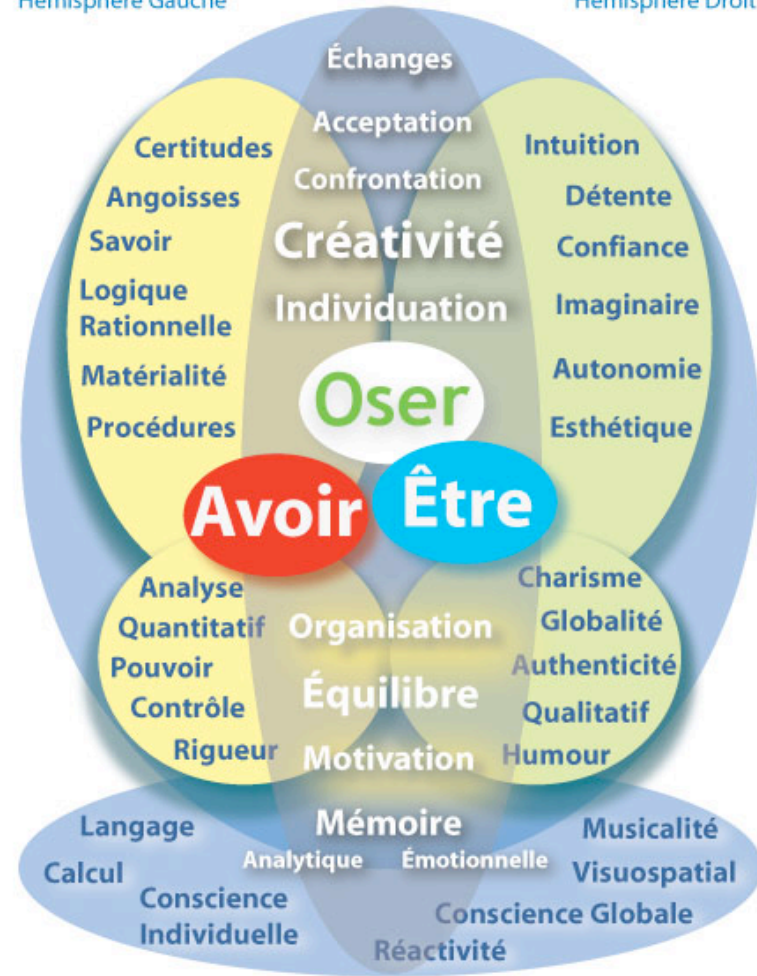 Hémisphère Gauche
Hémisphère Droit
Échanges
Acceptation
Confrontation
Créativité
Individuation
Certitudes
Angoisses
Savoir
Logique
Rationnelle
Matérialité
Procédures
Intuition
Détente
Confiance
Imaginaire
Autonomie
Esthétique
Oser
Avoir
Être
Analyse
Quantitatif
Pouvoir
Contrôle
Rigueur
Organisation
Équilibre
Motivation
Charisme
Globalité
Authenticité
Qualitatif
Humour
Mémoire
Analytique
Émotionnelle
Langage
Calcul
Conscience
Individuelle
Musicalité
Visuospatial
Conscience Globale
Réactivité